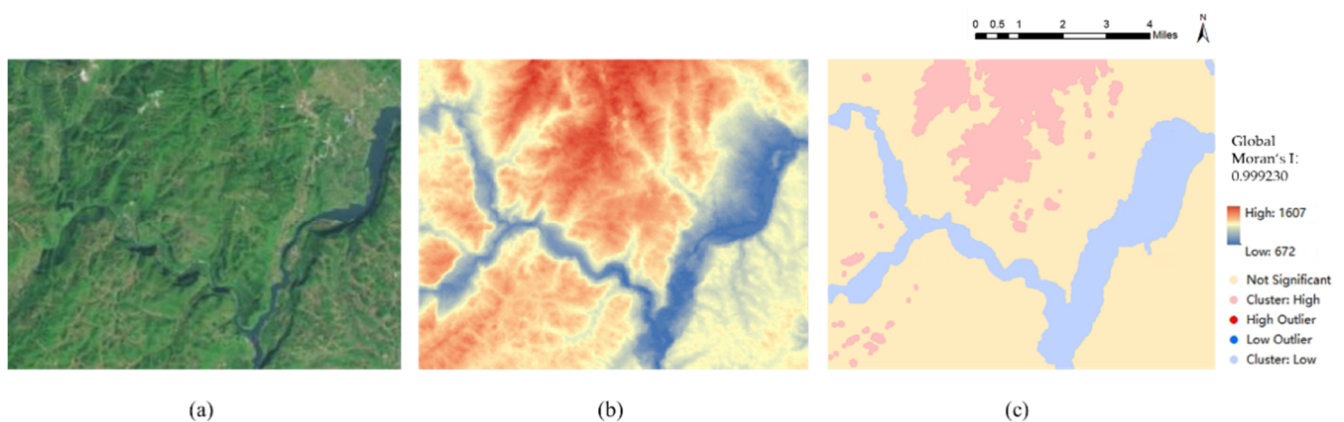 0 0.5 1 2 3 4
Miles
N
Global
Moran's I:
0.999230
High: 1607
Low: 672
Not Significant
Cluster: High
High Outlier
Low Outlier
Cluster: Low
(a) (b) (c)